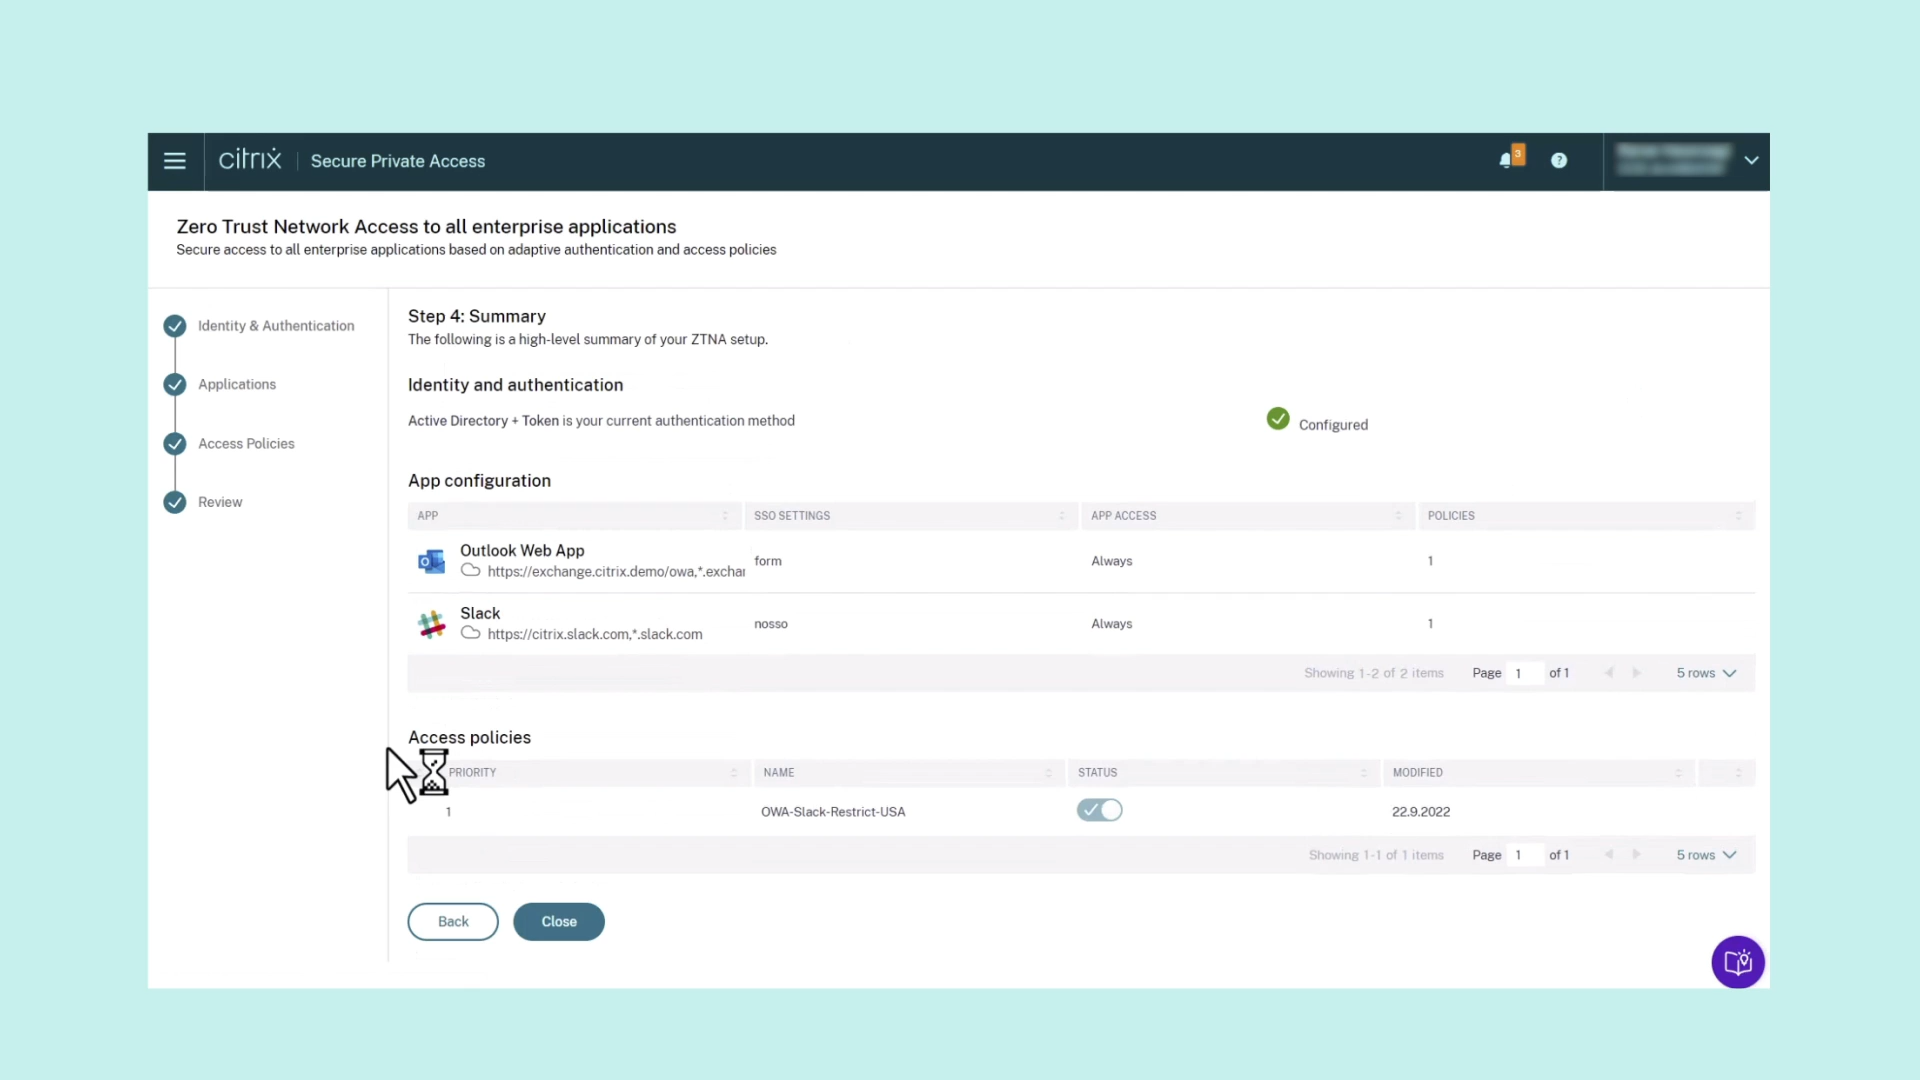 citrix
Secure Private Access
3
?
Zero Trust Network Access to all enterprise applications
Secure access to all enterprise applications based on adaptive authentication and access policies
Identity & Authentication
Applications
Access Policies
Review
Step 4: Summary
The following is a high-level summary of your ZTNA setup.
Identity and authentication
Active Directory + Token is your current authentication method
Configured
App configuration
APP SSO SETTINGS APP ACCESS POLICIES
Outlook Web App
https://exchange.citrix.demo/owa,*.exchar
form Always 1
Slack
https://citrix.slack.com,*.slack.com
nosso Always 1
Showing 1-2 of 2 items Page 1 of 1 5 rows
Access policies
PRIORITY NAME STATUS MODIFIED
1 OWA-Slack-Restrict-USA 22.9.2022
Showing 1-1 of 1 items Page 1 of 1 5 rows
Back Close